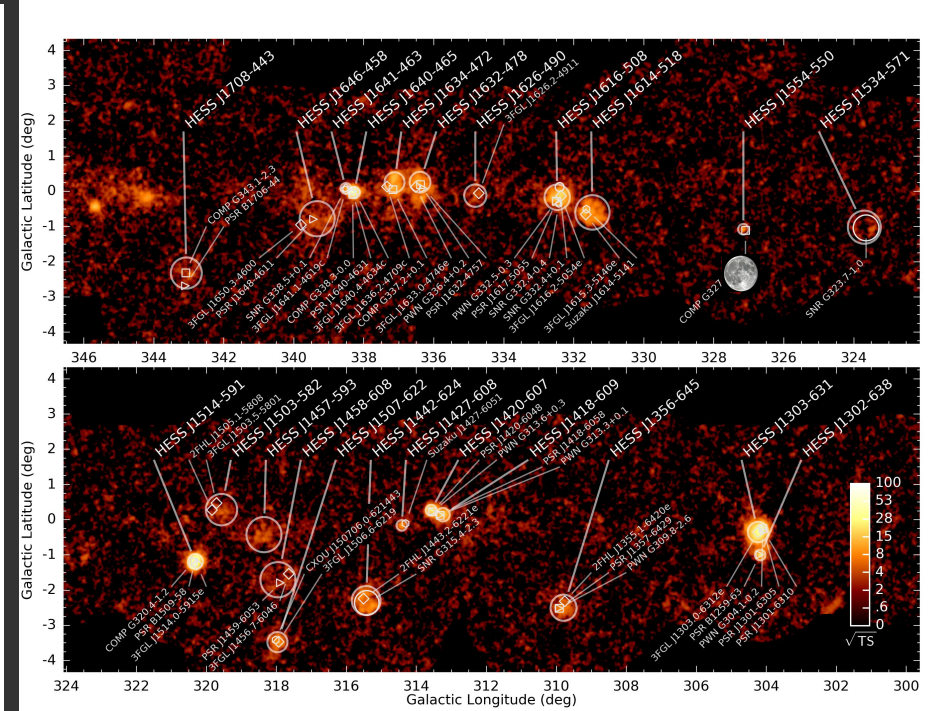 HESS J1708-443
HESS J1646-458
HESS J1641-463
HESS J1640-465
HESS J1634-472
HESS J1632-478
HESS J1626-490
3FGL J1626.2-4911
HESS J1616-508
HESS J1614-518
HESS J1554-550
HESS J1534-571
4
3
2
1
0
-1
-2
-3
-4
Galactic Latitude (deg)
COMP G343.1-2.3
PSR B1706-44
3FGL J1650.3-4600
PSR J1648-4611
SNR G338.5+0.1
3FGL J1641.1-4619c
COMP G338.3-0.0
PSR J1640-4631
3FGL J1640.4-4634c
3FGL J1636.2-4709c
COMP G337.2+0.1
3FGL J1633.0-4746e
PWN G336.4+0.2
PSR J1632-4757
PWN G332.5-0.3
PSR J1617-5055
SNR G332.4-0.4
SNR G332.4+0.1
3FGL J1616.2-5054e
3FGL J1615.3-5146e
Suzaku J1614-5141
COMP G327
SNR G323.7-1.0
346 344 342 340 338 336 334 332 330 328 326 324
HESS J1514-591
2FHL J1505.1-5808
3FGL J1503.5-5801
HESS J1503-582
HESS J1457-593
HESS J1458-608
HESS J1507-622
HESS J1442-624
HESS J1427-608
Suzaku J1427-6051
HESS J1420-607
PSR J1420-6048
PWN G313.6+0.3
HESS J1418-609
PSR J1418-6058
PWN G313.3+0.1
HESS J1356-645
HESS J1303-631
HESS J1302-638
4
3
2
1
0
-1
-2
-3
-4
Galactic Latitude (deg)
COMP G320.4-1.2
PSR B1509-58
3FGL J1514.0-5915e
PSR J1459-6053
3FGL J1456.7-6046
CXOU J150706.0-621443
3FGL J1506.6-6219
2FHL J1443.2-6221e
SNR G315.4-2.3
2FHL J1355.1-6420e
PSR J1357-6429
PWN G309.8-2.6
3FGL J1303.0-6312e
PSR B1259-63
PWN G304.1-0.2
PSR J1301-6305
PSR J1301-6310
100
53
28
15
8
4
2
.6
0
√TS
324 322 320 318 316 314 312 310 308 306 304 302 300
Galactic Longitude (deg)